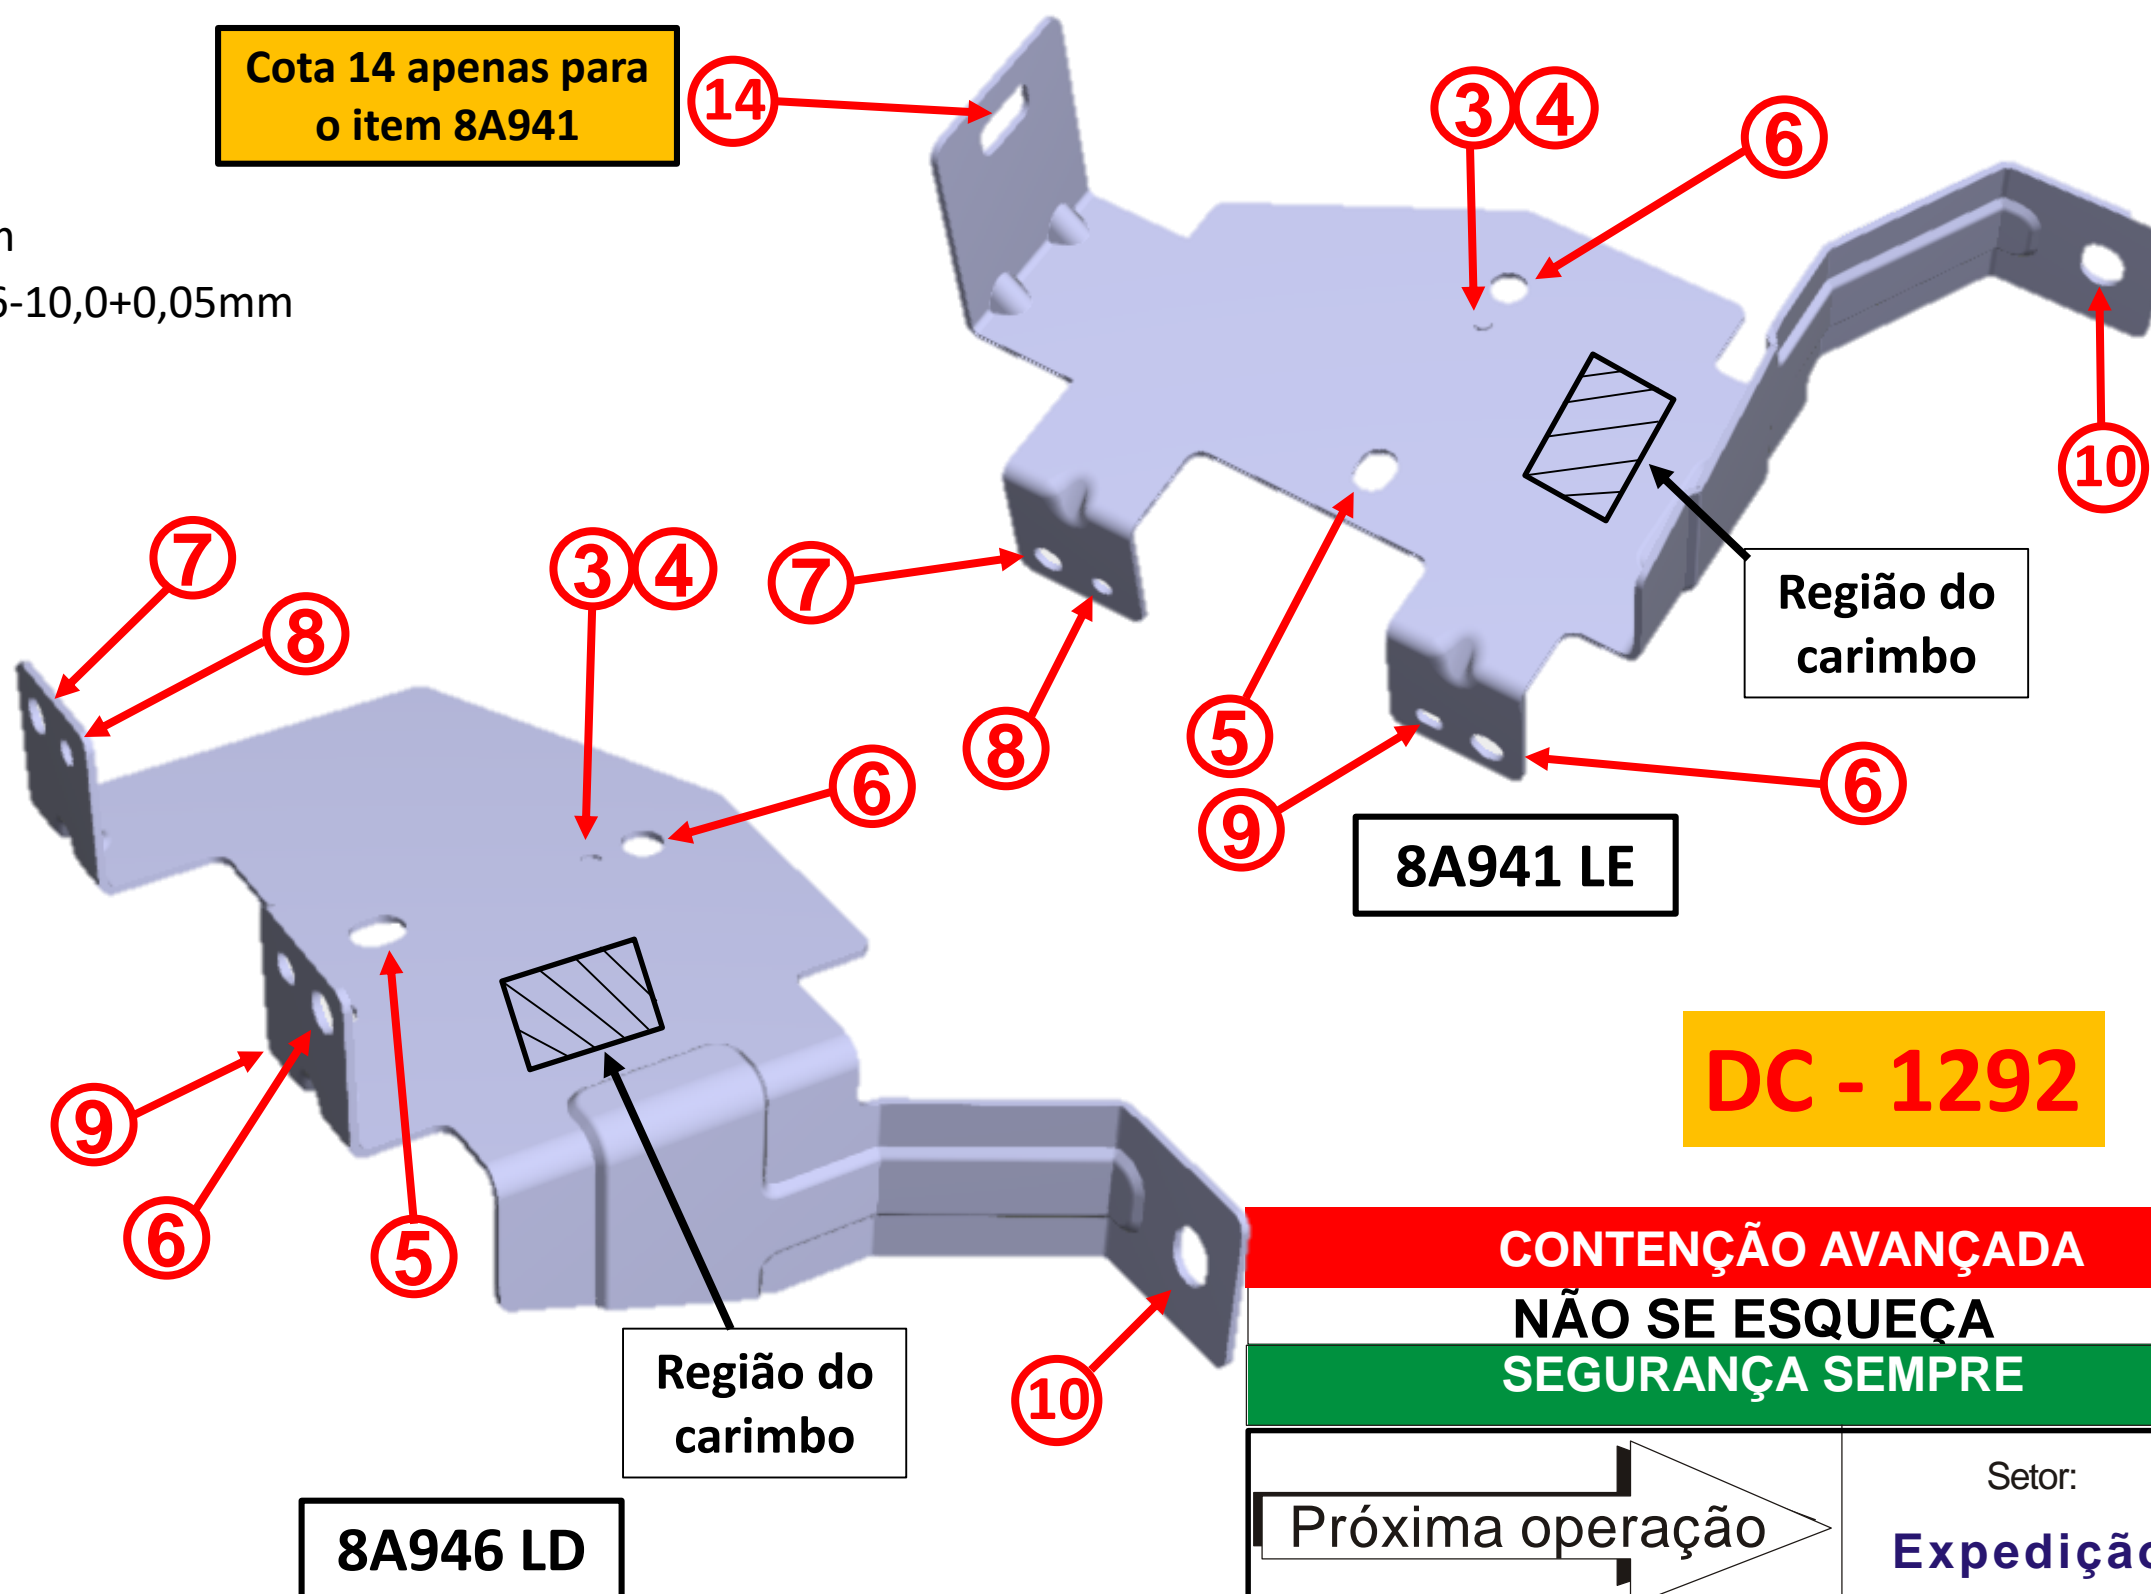 Cota 14 apenas para
o item 8A941
14
3 4
6
10
7
8
5
9
6
Região do
carimbo
8A941 LE
-10,0+0,05mm
7
8
3 4
6
9
6
5
10
Região do
carimbo
8A946 LD
DC - 1292
CONTENÇÃO AVANÇADA
NÃO SE ESQUEÇA
SEGURANÇA SEMPRE
Próxima operação
Setor:
Expedição